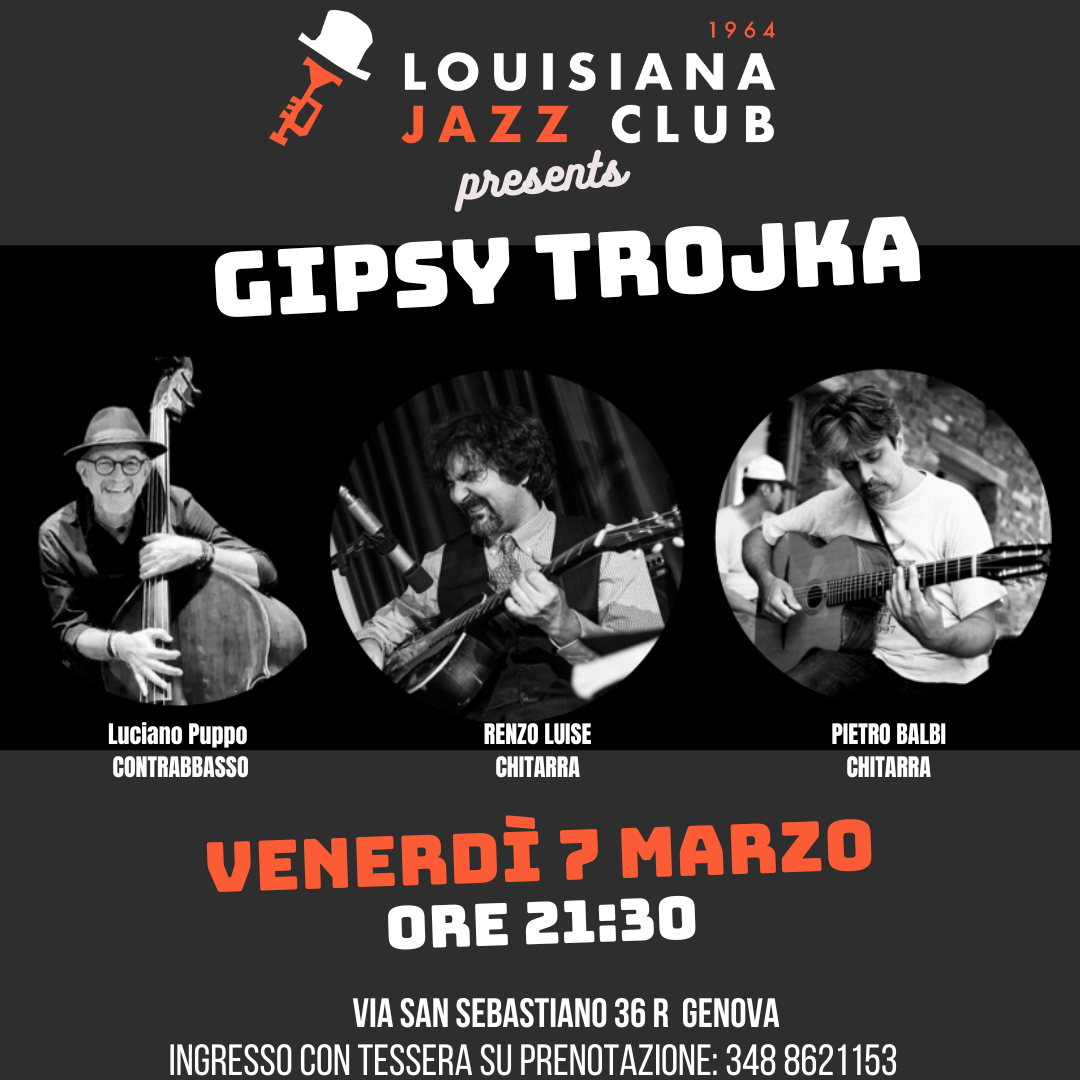 1964
LOUISIANA
JAZZ CLUB
presents
GIPSY TROJKA
Luciano Puppo
CONTRABBASSO
RENZO LUISE
CHITARRA
PIETRO BALBI
CHITARRA
VENERDÌ 7 MARZO
ORE 21:30
VIA SAN SEBASTIANO 36 R GENOVA
INGRESSO CON TESSERA SU PRENOTAZIONE: 348 8621153